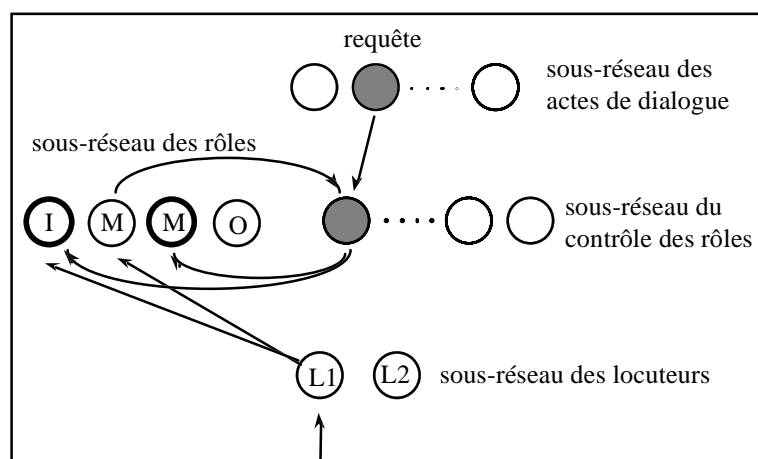 requête
sous-réseau des
actes de dialogue
sous-réseau des rôles
I M M O
sous-réseau du
contrôle des rôles
L1 L2 sous-réseau des locuteurs